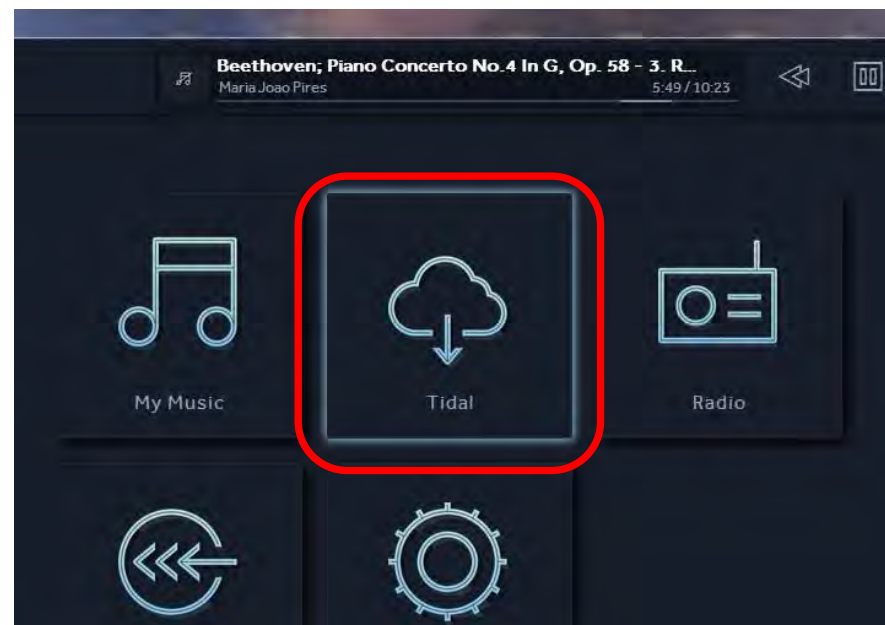 Beethoven; Piano Concerto No.4 In G, Op. 58 - 3. R...
Maria Joao Pires
5:49 / 10:23
My Music
Tidal
Radio